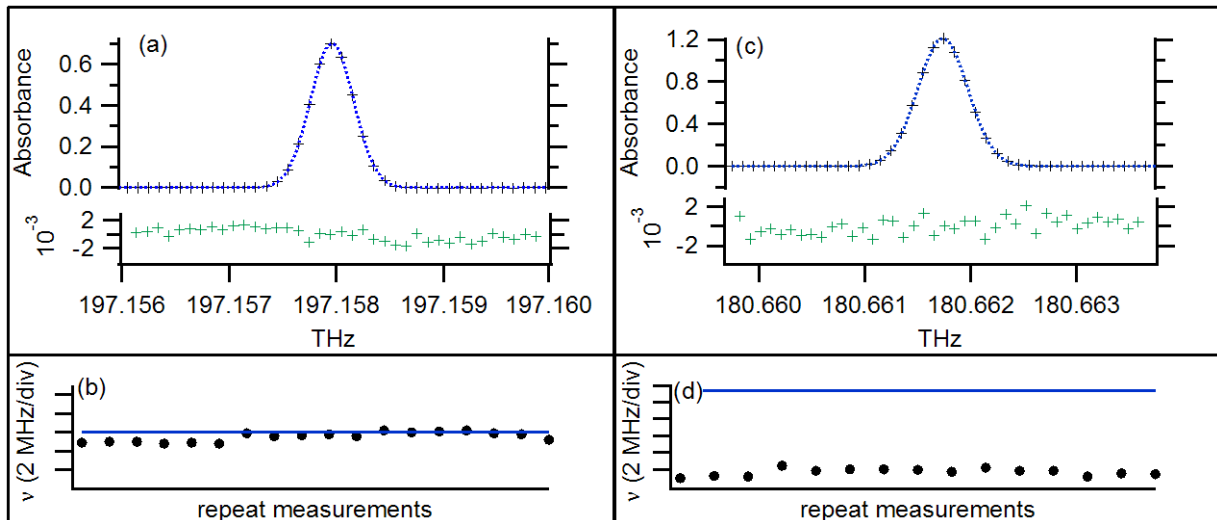 (a)
Absorbance
0.6
0.4
0.2
0.0
10⁻³
2
-2
197.156 197.157 197.158 197.159 197.160
THz
(c)
Absorbance
1.2
0.8
0.4
0.0
10⁻³
2
-2
180.660 180.661 180.662 180.663
THz
(b)
ν (2 MHz/div)
repeat measurements
(d)
ν (2 MHz/div)
repeat measurements